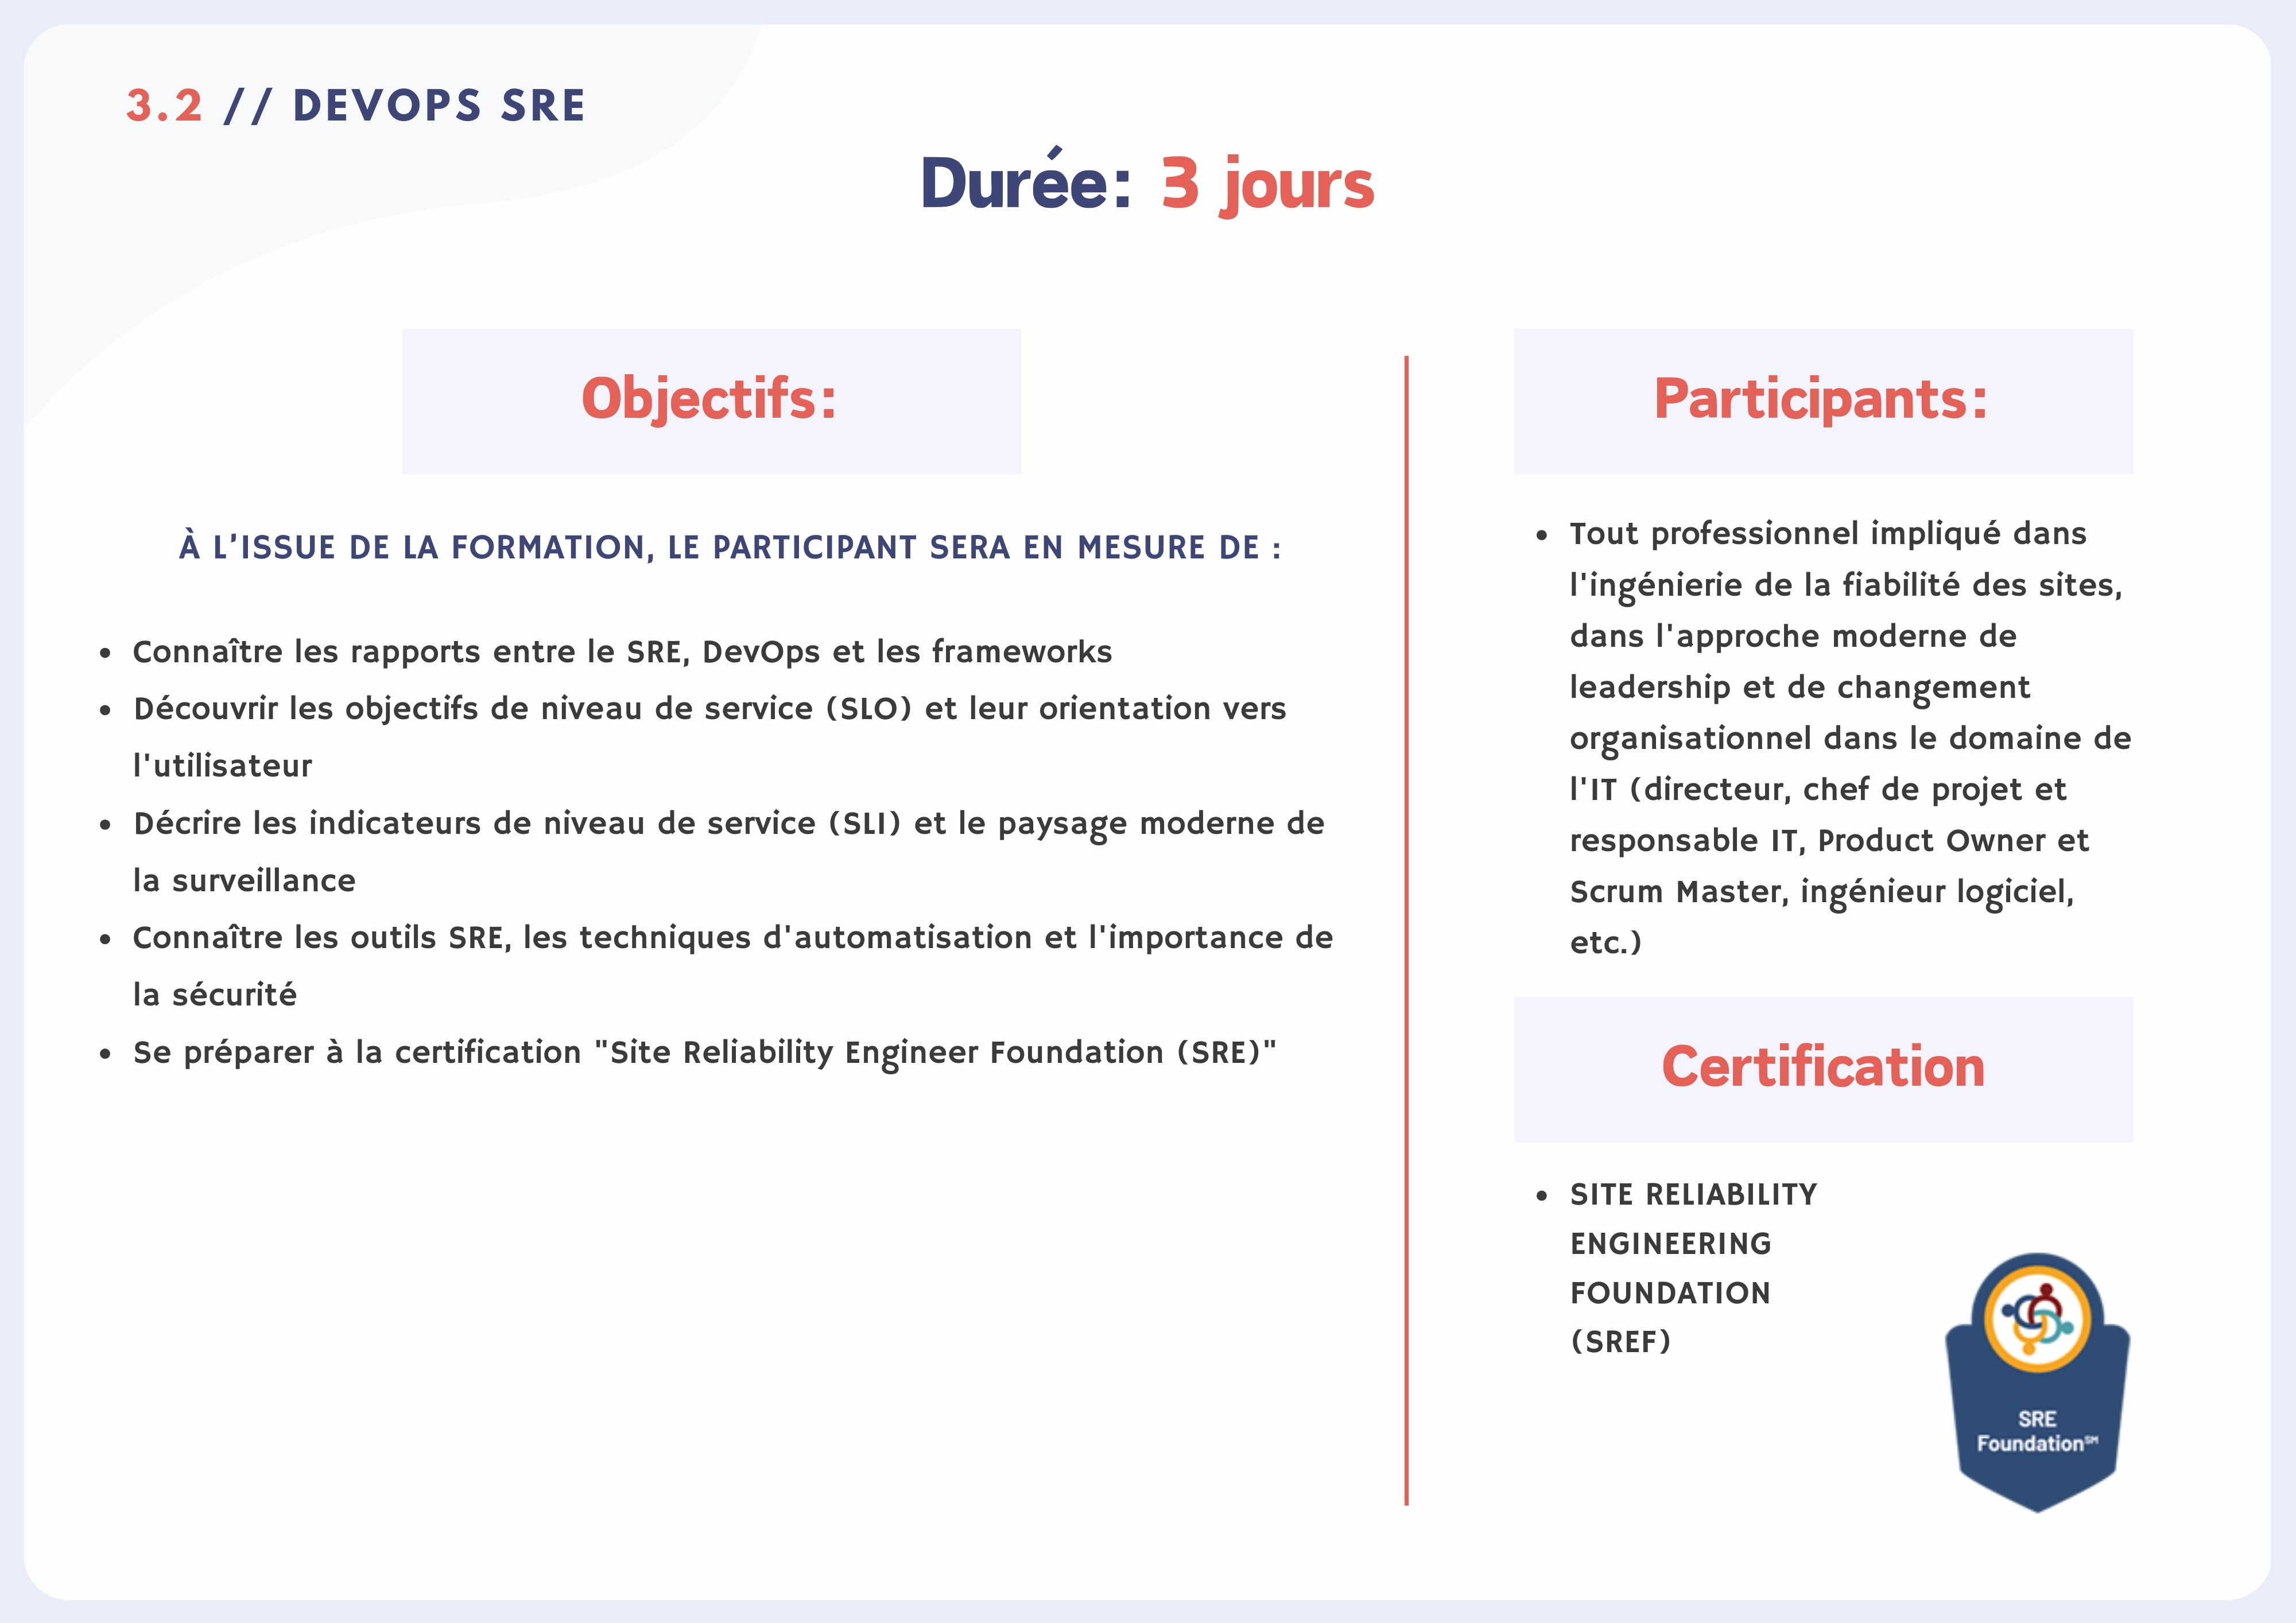 3.2 // DEVOPS SRE
Durée: 3 jours
Objectifs:
À L'ISSUE DE LA FORMATION, LE PARTICIPANT SERA EN MESURE DE :
• Connaître les rapports entre le SRE, DevOps et les frameworks
• Découvrir les objectifs de niveau de service (SLO) et leur orientation vers
l'utilisateur
• Décrire les indicateurs de niveau de service (SLI) et le paysage moderne de
la surveillance
• Connaître les outils SRE, les techniques d'automatisation et l'importance de
la sécurité
• Se préparer à la certification "Site Reliability Engineer Foundation (SRE)"
Participants:
• Tout professionnel impliqué dans
l'ingénierie de la fiabilité des sites,
dans l'approche moderne de
leadership et de changement
organisationnel dans le domaine de
l'IT (directeur, chef de projet et
responsable IT, Product Owner et
Scrum Master, ingénieur logiciel,
etc.)
Certification
• SITE RELIABILITY
ENGINEERING
FOUNDATION
(SREF)
SRE
Foundation℠